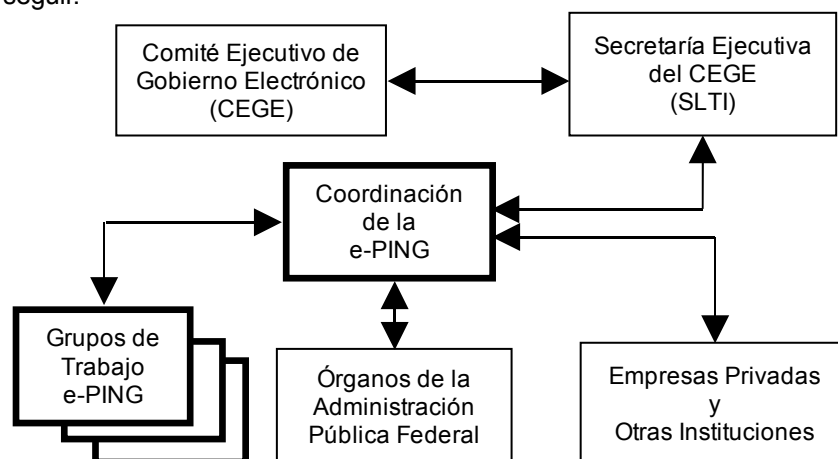 seguir:
Comité Ejecutivo de
Gobierno Electrónico
(CEGE)
Secretaría Ejecutiva
del CEGE
(SLTI)
Coordinación
de la
e-PING
Grupos de
Trabajo
e-PING
Órganos de la
Administración
Pública Federal
Empresas Privadas
y
Otras Instituciones